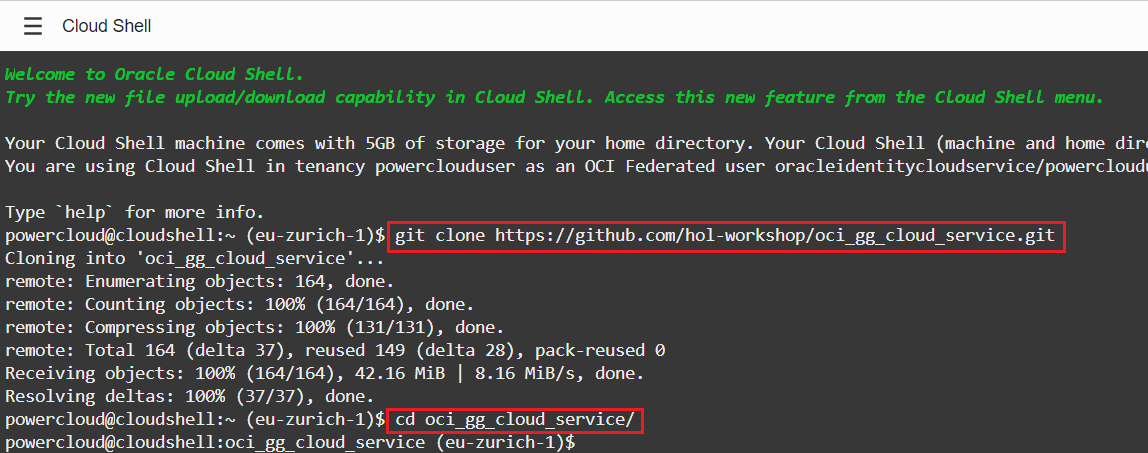 Cloud Shell
Welcome to Oracle Cloud Shell.
Try the new file upload/download capability in Cloud Shell. Access this new feature from the Cloud Shell menu.
Your Cloud Shell machine comes with 5GB of storage for your home directory. Your Cloud Shell (machine and home dire
You are using Cloud Shell in tenancy powerclouduser as an OCI Federated user oracleidentitycloudservice/powercloudu
Type `help` for more info.
powercloud@cloudshell:~ (eu-zurich-1)$ git clone https://github.com/hol-workshop/oci_gg_cloud_service.git
Cloning into 'oci_gg_cloud_service'...
remote: Enumerating objects: 164, done.
remote: Counting objects: 100% (164/164), done.
remote: Compressing objects: 100% (131/131), done.
remote: Total 164 (delta 37), reused 149 (delta 28), pack-reused 0
Receiving objects: 100% (164/164), 42.16 MiB | 8.16 MiB/s, done.
Resolving deltas: 100% (37/37), done.
powercloud@cloudshell:~ (eu-zurich-1)$ cd oci_gg_cloud_service/
powercloud@cloudshell:oci_gg_cloud_service (eu-zurich-1)$